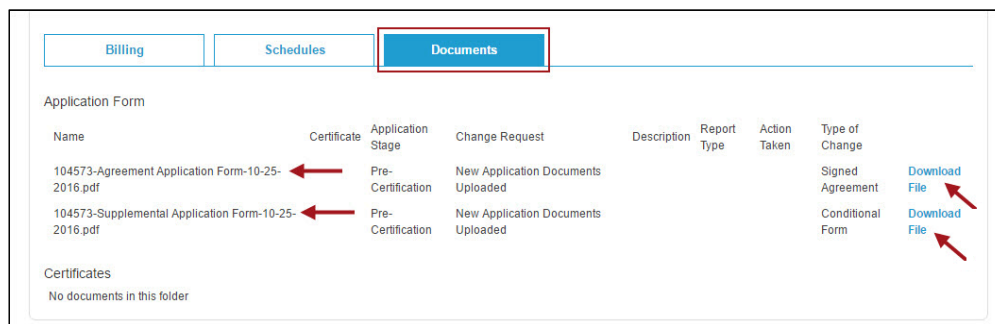 Billing Schedules Documents
Application Form
Name Certificate Application Stage Change Request Description Report Type Action Taken Type of Change
104573-Agreement Application Form-10-25- Pre- New Application Documents Signed Download
2016.pdf Certification Uploaded Agreement File
104573-Supplemental Application Form-10-25- Pre- New Application Documents Conditional Download
2016.pdf Certification Uploaded Form File
Certificates
No documents in this folder